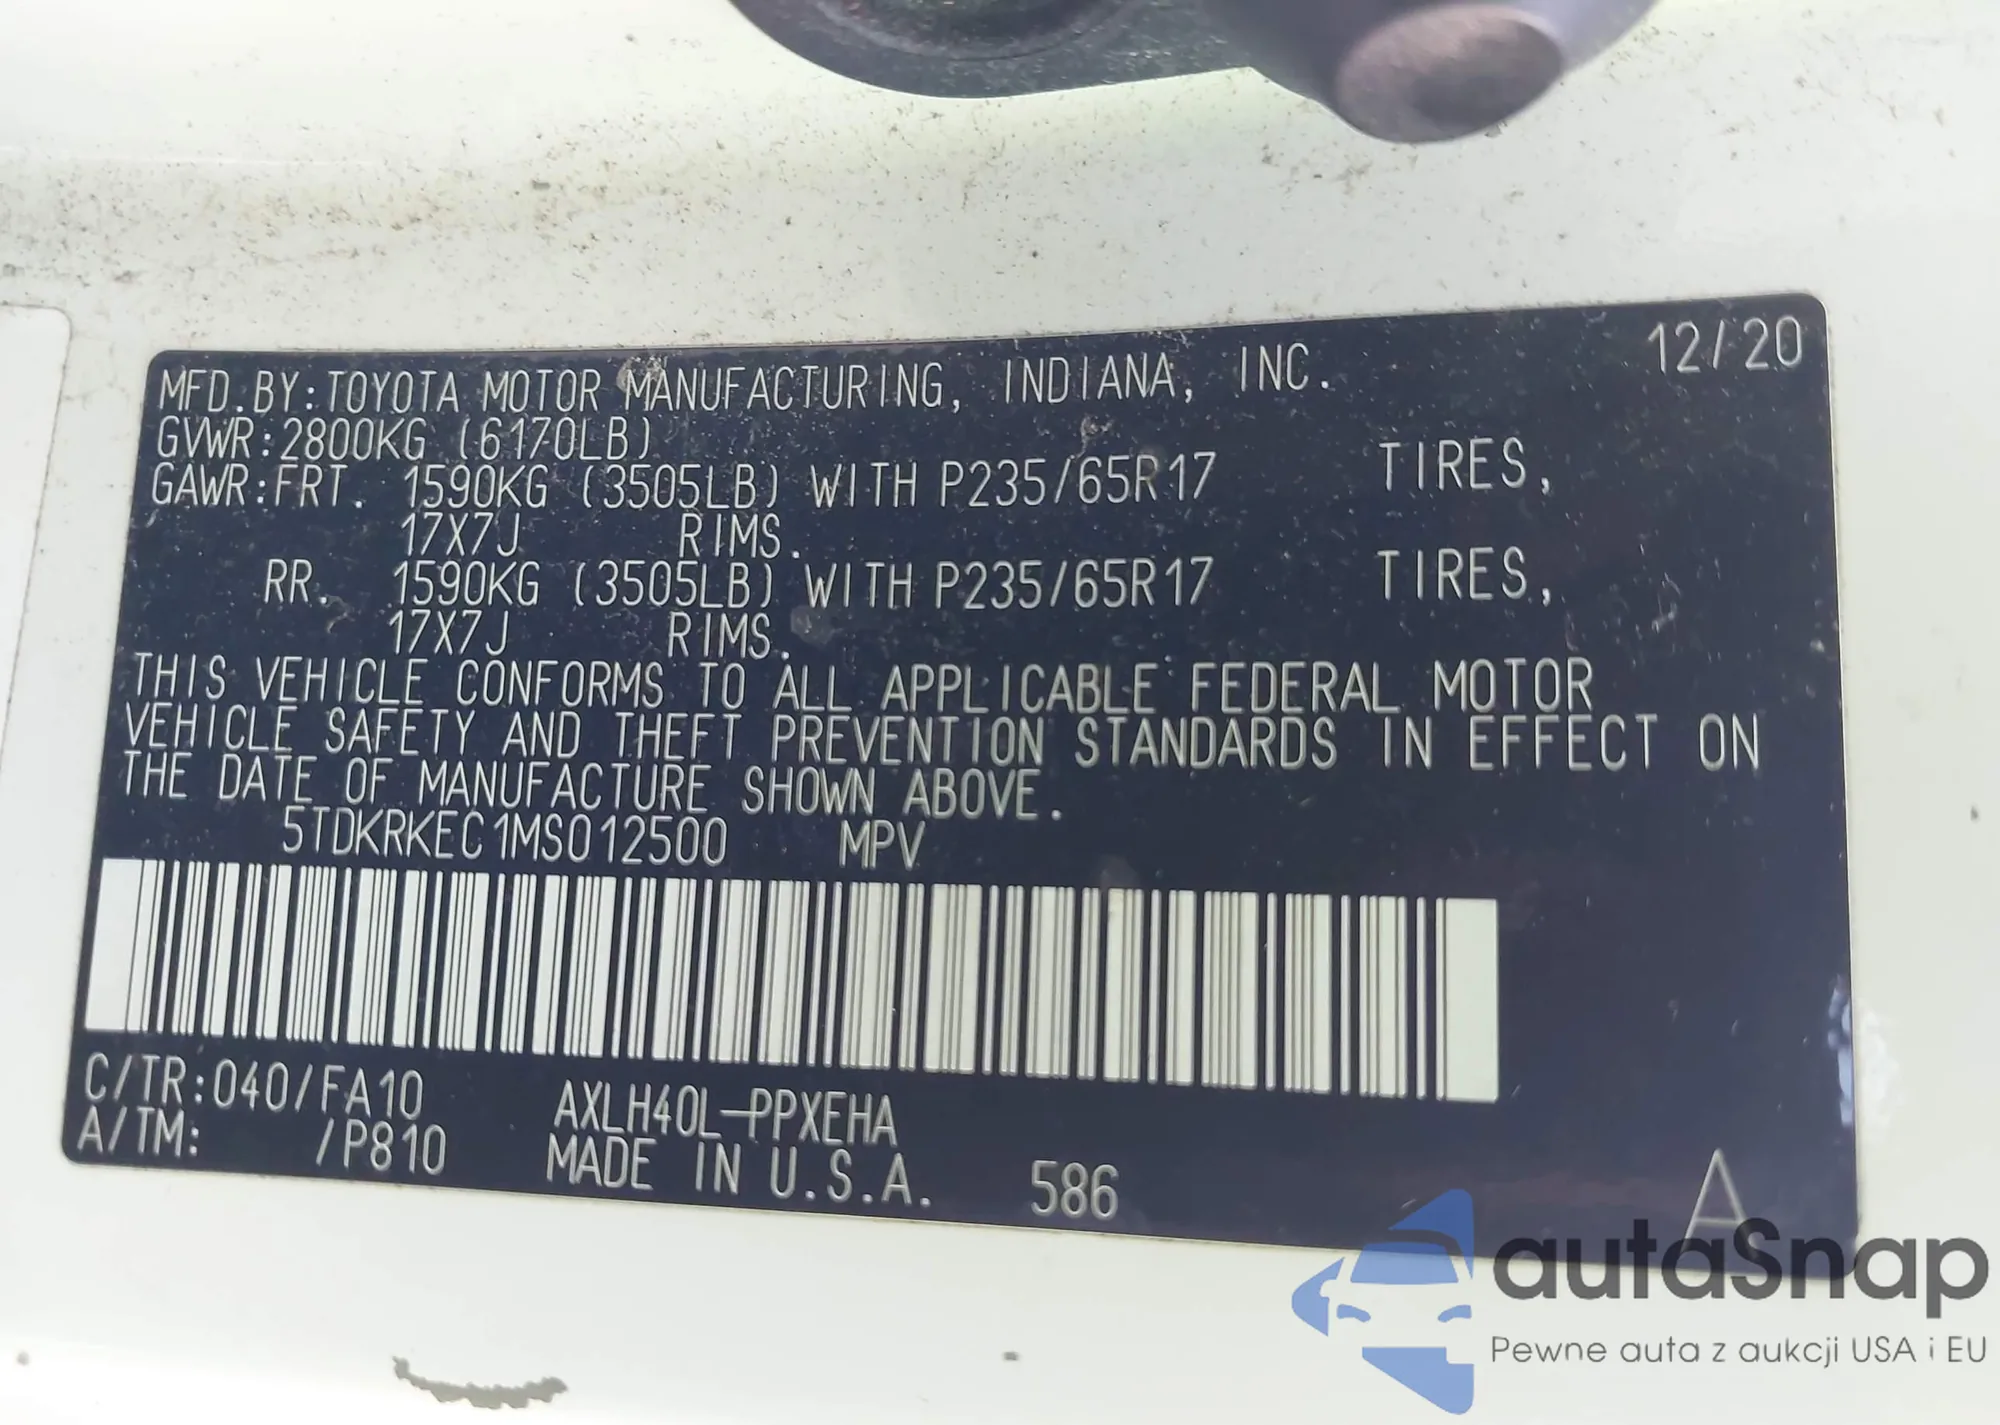 12/20
MFD.BY:TOYOTA MOTOR MANUFACTURING, INDIANA, INC.
GVWR:2800KG (6170LB)
GAWR:FRT. 1590KG (3505LB) WITH P235/65R17 TIRES,
17X7J RIMS.
RR. 1590KG (3505LB) WITH P235/65R17 TIRES,
17X7J RIMS.
THIS VEHICLE CONFORMS TO ALL APPLICABLE FEDERAL MOTOR
VEHICLE SAFETY AND THEFT PREVENTION STANDARDS IN EFFECT ON
THE DATE OF MANUFACTURE SHOWN ABOVE.
5TDKRKEC1MS012500 MPV
C/TR:040/FA10 AXLH40L-PPXEHA
A/TM: /P810 MADE IN U.S.A. 586 A
autaSnap
Pewne auta z aukcji USA i EU